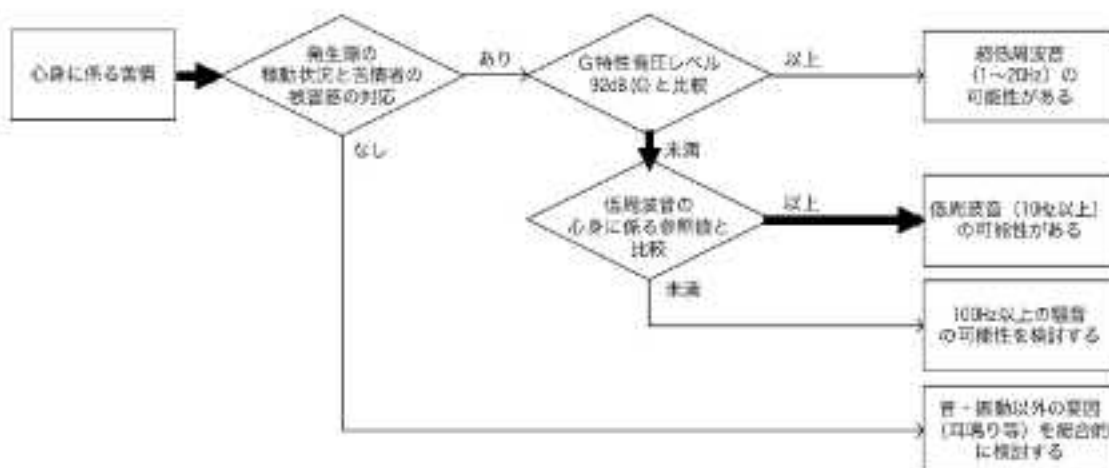 心身に係る苦情
発生源の
稼動状況と苦情者の
被害感の対応
あり
なし
G特性音圧レベル
92dB(G)と比較
以上
未満
超低周波音
(1～20Hz)の
可能性がある
低周波音の
心身に係る参照値と
比較
以上
未満
低周波音(10Hz以上)
の可能性がある
100Hz以上の騒音
の可能性を検討する
音・振動以外の要因
(耳鳴り等)を総合的
に検討する